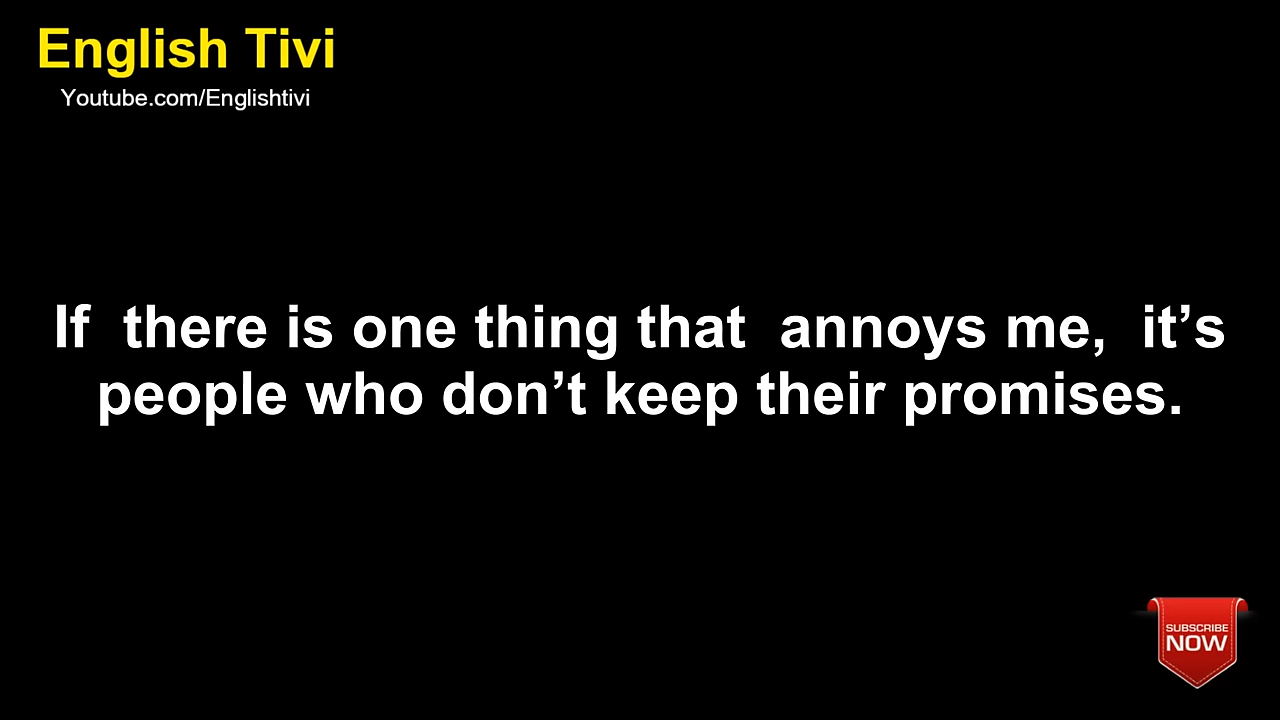 English Tivi
Youtube.com/Englishtivi
If there is one thing that annoys me, it’s
people who don’t keep their promises.
SUBSCRIBE
NOW